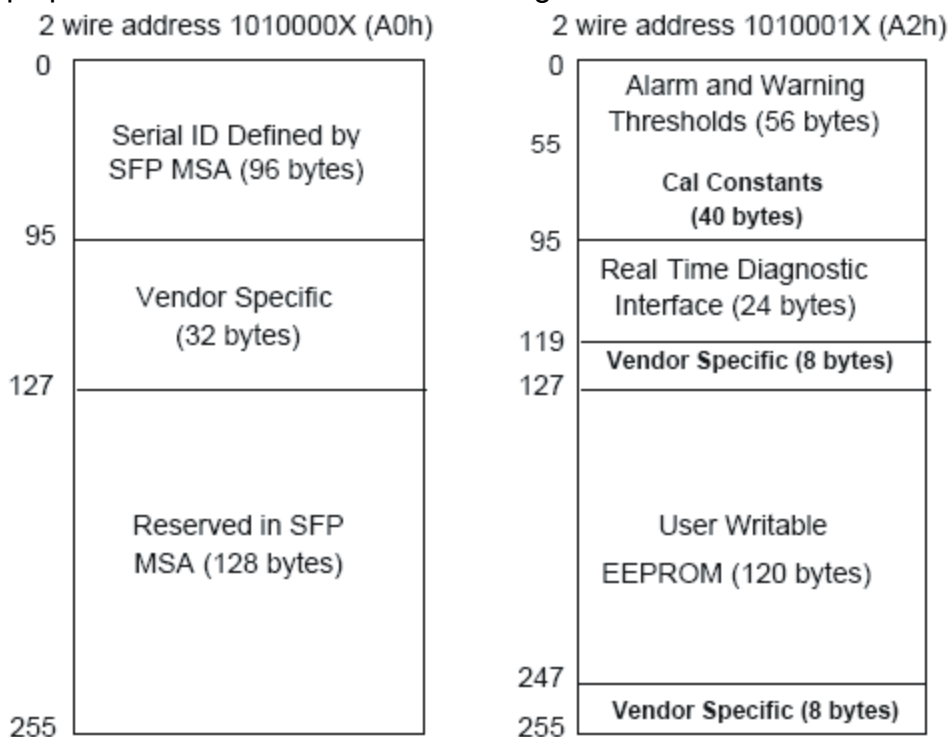 2 wire address 1010000X (A0h)
0
Serial ID Defined by
SFP MSA (96 bytes)
95
Vendor Specific
(32 bytes)
127
Reserved in SFP
MSA (128 bytes)
255
2 wire address 1010001X (A2h)
0
Alarm and Warning
Thresholds (56 bytes)
55
Cal Constants
(40 bytes)
95
Real Time Diagnostic
Interface (24 bytes)
119
Vendor Specific (8 bytes)
127
User Writable
EEPROM (120 bytes)
247
Vendor Specific (8 bytes)
255